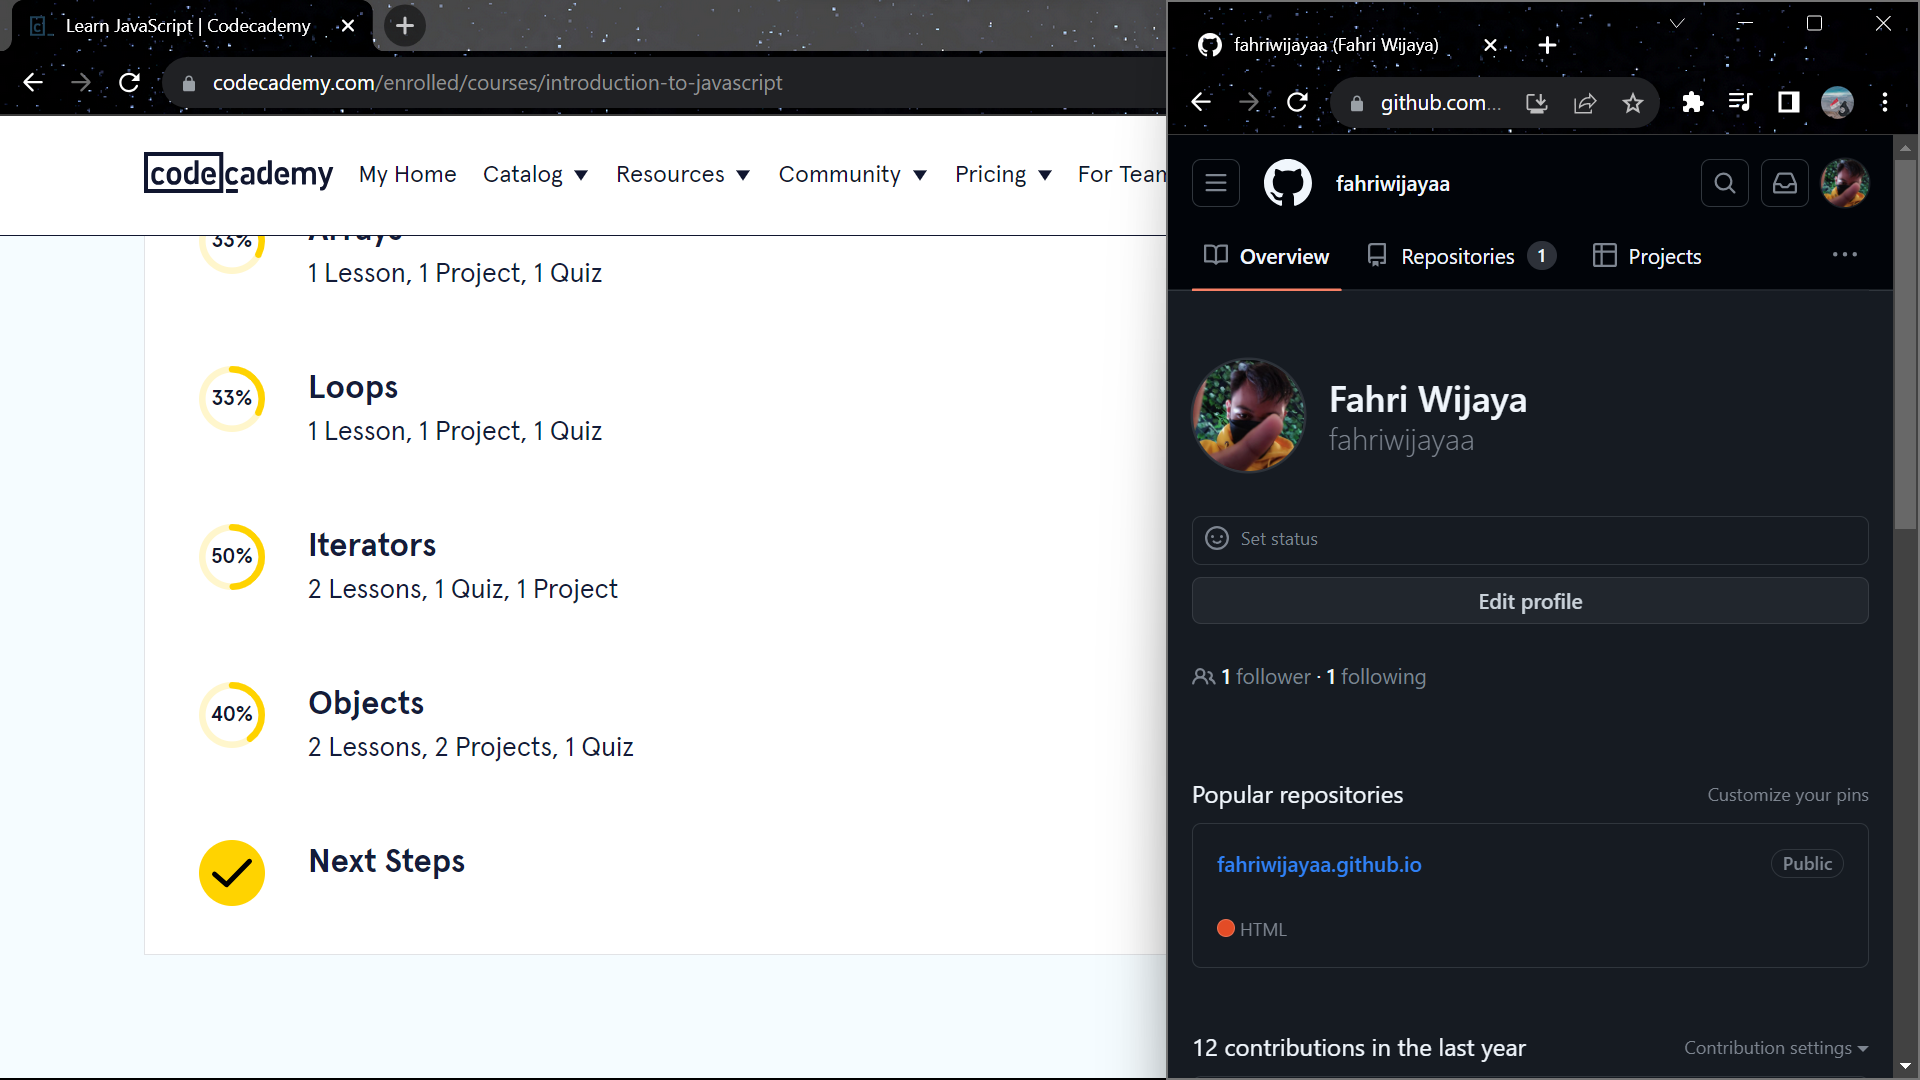 Learn JavaScript | Codecademy
codecademy.com/enrolled/courses/introduction-to-javascript
codecademy
My Home
Catalog
Resources
Community
Pricing
For Team
33%
Arrays
1 Lesson, 1 Project, 1 Quiz
33%
Loops
1 Lesson, 1 Project, 1 Quiz
50%
Iterators
2 Lessons, 1 Quiz, 1 Project
40%
Objects
2 Lessons, 2 Projects, 1 Quiz
Next Steps
fahriwijayaa (Fahri Wijaya)
github.com...
fahriwijayaa
Overview
Repositories 1
Projects
Fahri Wijaya
fahriwijayaa
Set status
Edit profile
1 follower · 1 following
Popular repositories
Customize your pins
fahriwijayaa.github.io
Public
HTML
12 contributions in the last year
Contribution settings